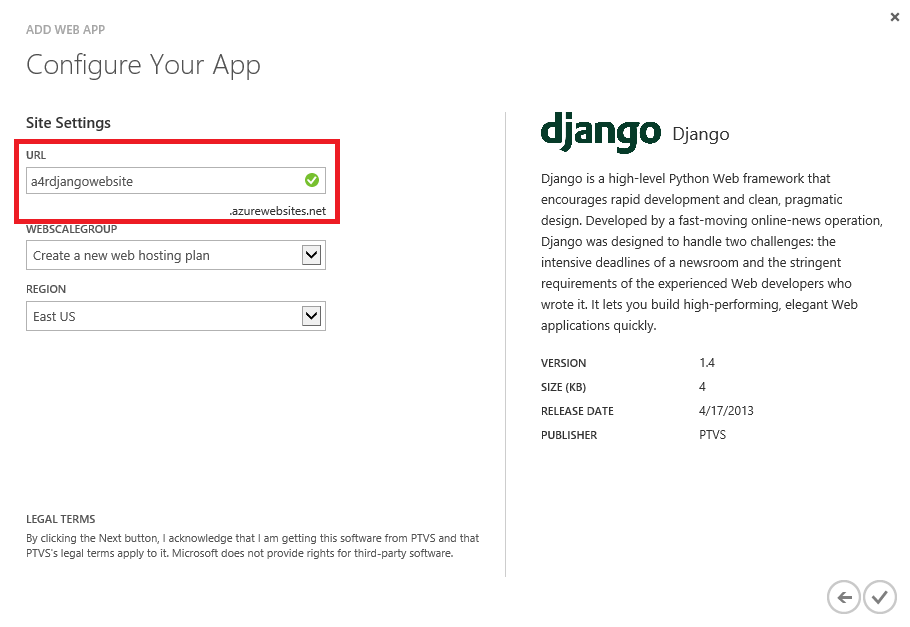 ADD WEB APP
Configure Your App
Site Settings
URL
a4rdjangowebsite
.azurewebsites.net
WEBSCALEGROUP
Create a new web hosting plan
REGION
East US
LEGAL TERMS
By clicking the Next button, I acknowledge that I am getting this software from PTVS and that
PTVS's legal terms apply to it. Microsoft does not provide rights for third-party software.
django Django
Django is a high-level Python Web framework that
encourages rapid development and clean, pragmatic
design. Developed by a fast-moving online-news operation,
Django was designed to handle two challenges: the
intensive deadlines of a newsroom and the stringent
requirements of the experienced Web developers who
wrote it. It lets you build high-performing, elegant Web
applications quickly.
VERSION 1.4
SIZE (KB) 4
RELEASE DATE 4/17/2013
PUBLISHER PTVS